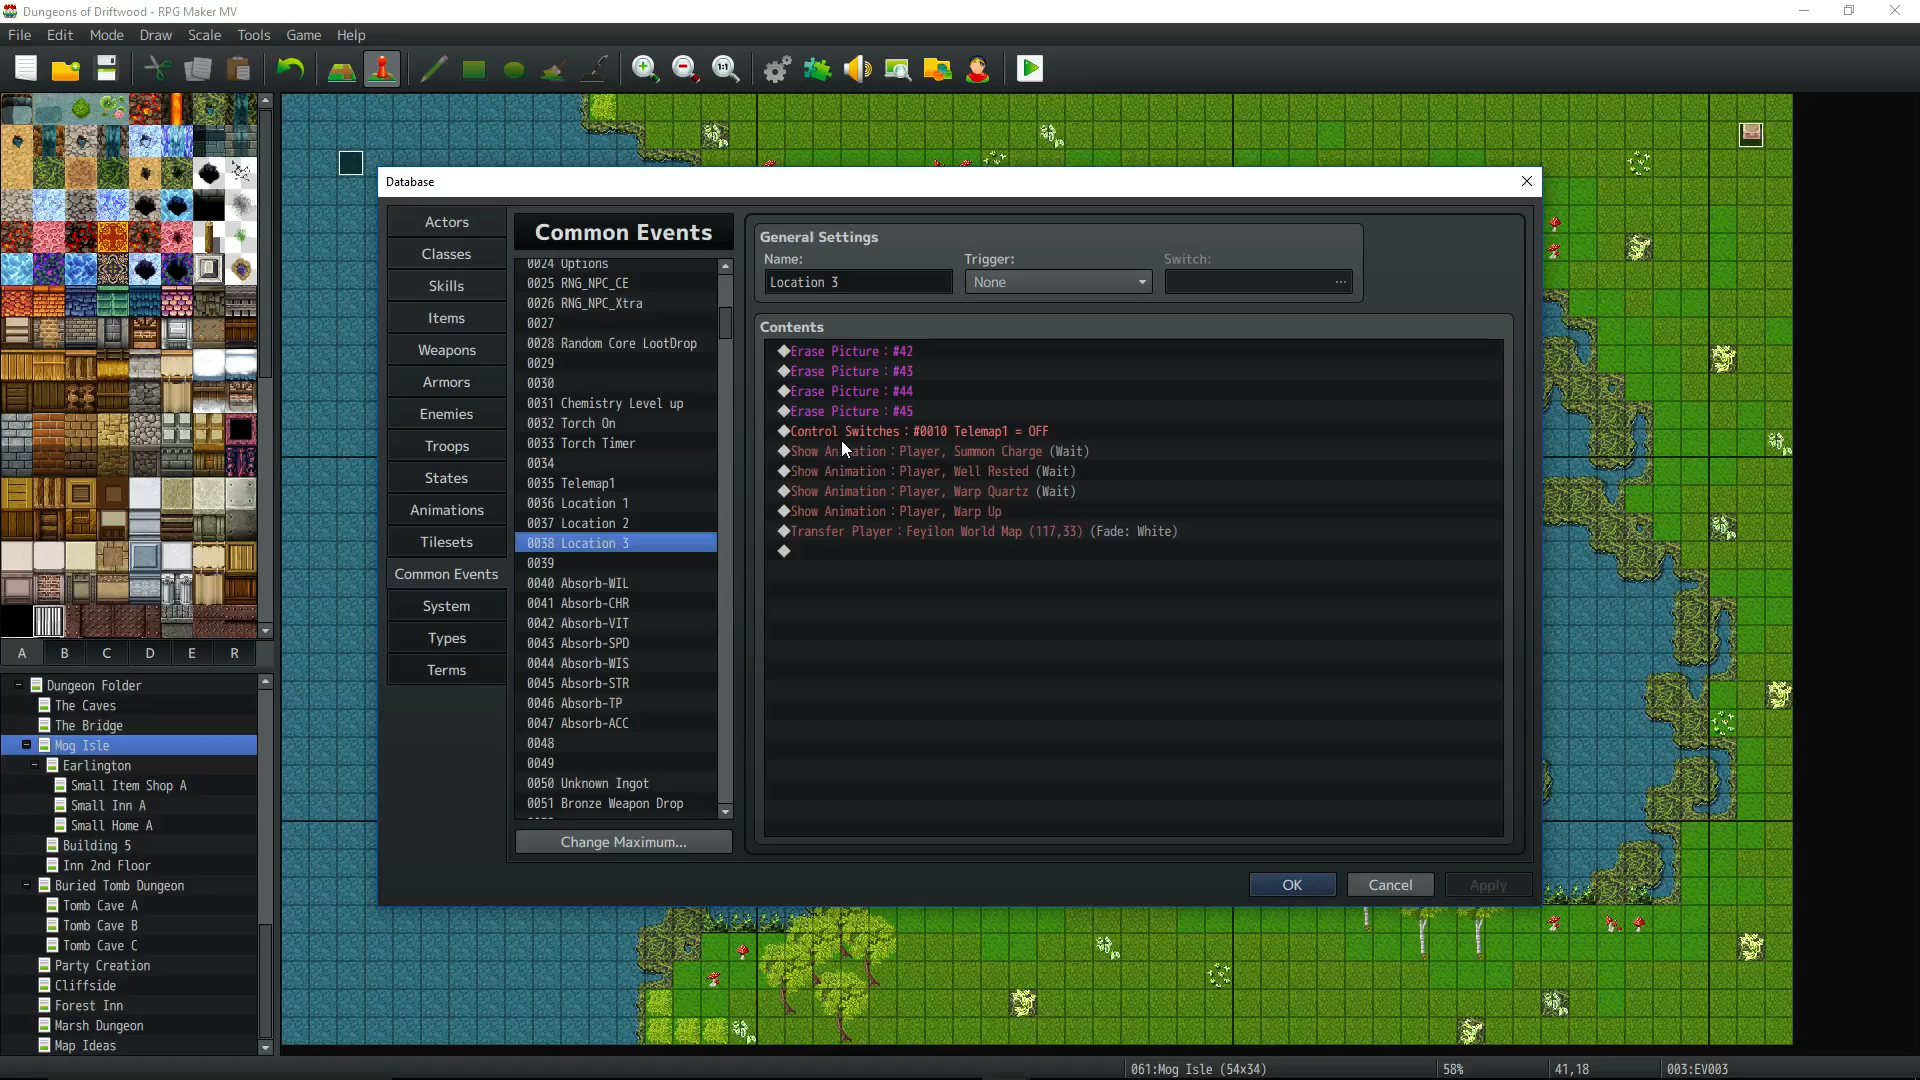 Dungeons of Driftwood - RPG Maker MV
File Edit Mode Draw Scale Tools Game Help
1:1
Database
Actors
Classes
Skills
Items
Weapons
Armors
Enemies
Troops
States
Animations
Tilesets
Common Events
System
Types
Terms
Common Events
0024 Options
0025 RNG_NPC_CE
0026 RNG_NPC_Xtra
0027
0028 Random Core LootDrop
0029
0030
0031 Chemistry Level up
0032 Torch On
0033 Torch Timer
0034
0035 Telemap1
0036 Location 1
0037 Location 2
0038 Location 3
0039
0040 Absorb-WIL
0041 Absorb-CHR
0042 Absorb-VIT
0043 Absorb-SPD
0044 Absorb-WIS
0045 Absorb-STR
0046 Absorb-TP
0047 Absorb-ACC
0048
0049
0050 Unknown Ingot
0051 Bronze Weapon Drop
Change Maximum...
General Settings
Name: Trigger: Switch:
Location 3 None ...
Contents
◆Erase Picture : #42
◆Erase Picture : #43
◆Erase Picture : #44
◆Erase Picture : #45
◆Control Switches : #0010 Telemap1 = OFF
◆Show Animation : Player, Summon Charge (Wait)
◆Show Animation : Player, Well Rested (Wait)
◆Show Animation : Player, Warp Quartz (Wait)
◆Show Animation : Player, Warp Up
◆Transfer Player : Feyilon World Map (117,33) (Fade: White)
◆
OK Cancel Apply
A B C D E R
Dungeon Folder
The Caves
The Bridge
Mog Isle
Earlington
Small Item Shop A
Small Inn A
Small Home A
Building 5
Inn 2nd Floor
Buried Tomb Dungeon
Tomb Cave A
Tomb Cave B
Tomb Cave C
Party Creation
Cliffside
Forest Inn
Marsh Dungeon
Map Ideas
061:Mog Isle (54x34) 58% 41,18 003:EV003